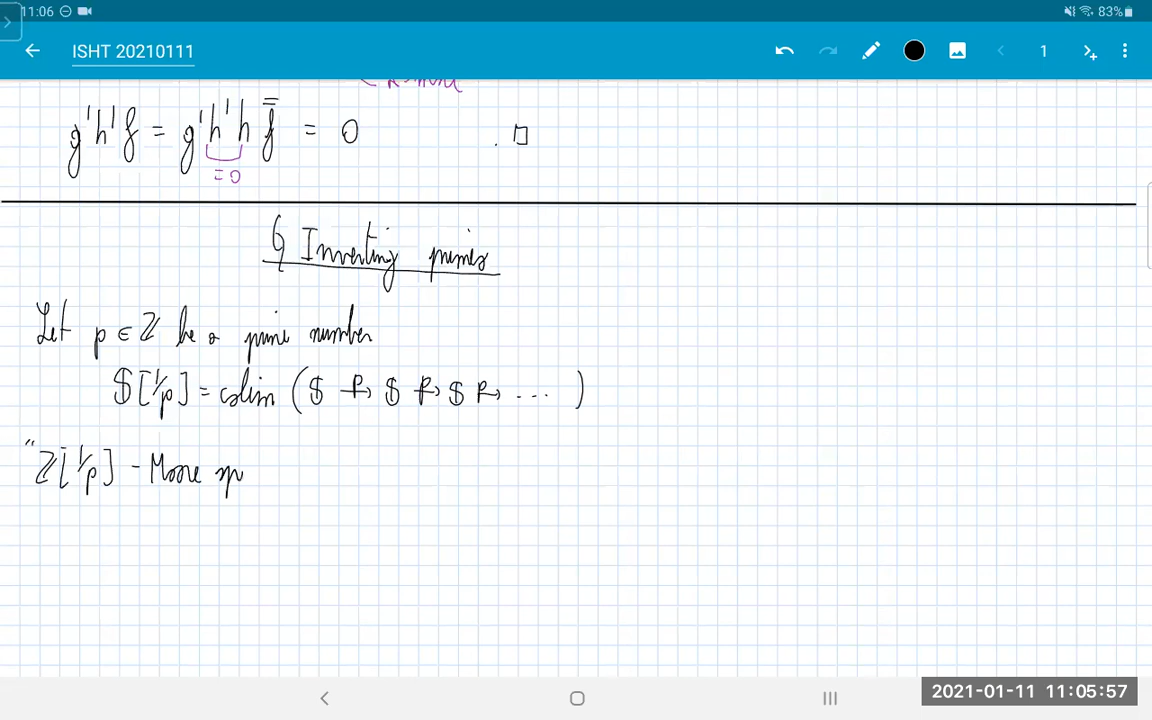 11:06 83%
ISHT 20210111 1
g'h'f = g'h'h f̿ = 0 . □
= 0
§ Inverting primes
Let p ∈ ℤ be a prime number
𝕊[1/p] = colim ( 𝕊 →p 𝕊 →p 𝕊 →p ... )
"ℤ[1/p] - Moore sp
2021-01-11 11:05:57